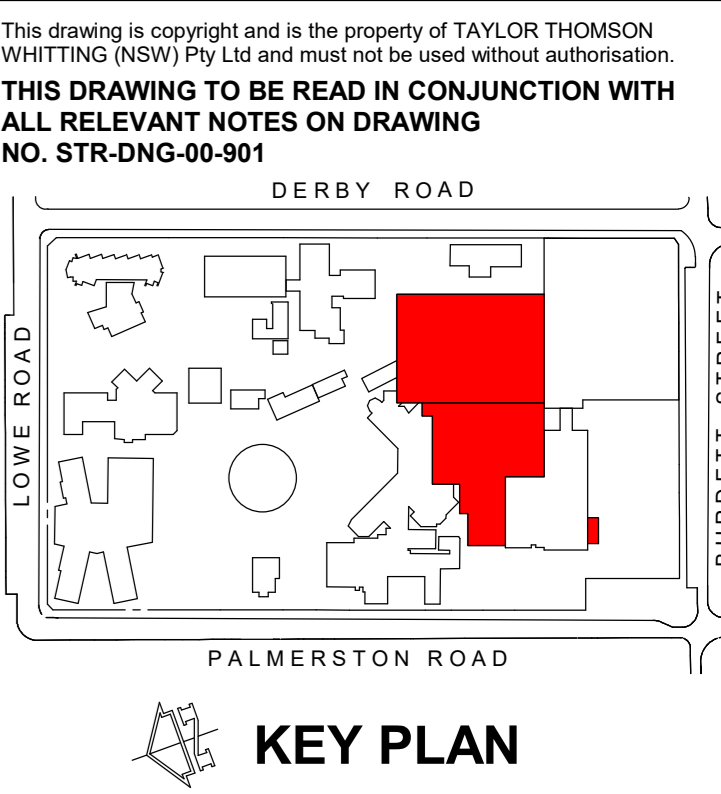 This drawing is copyright and is the property of TAYLOR THOMSON
WHITTING (NSW) Pty Ltd and must not be used without authorisation.
THIS DRAWING TO BE READ IN CONJUNCTION WITH
ALL RELEVANT NOTES ON DRAWING
NO. STR-DNG-00-901
DERBY ROAD
LOWE ROAD
BURDETT STREET
PALMERSTON ROAD
KEY PLAN